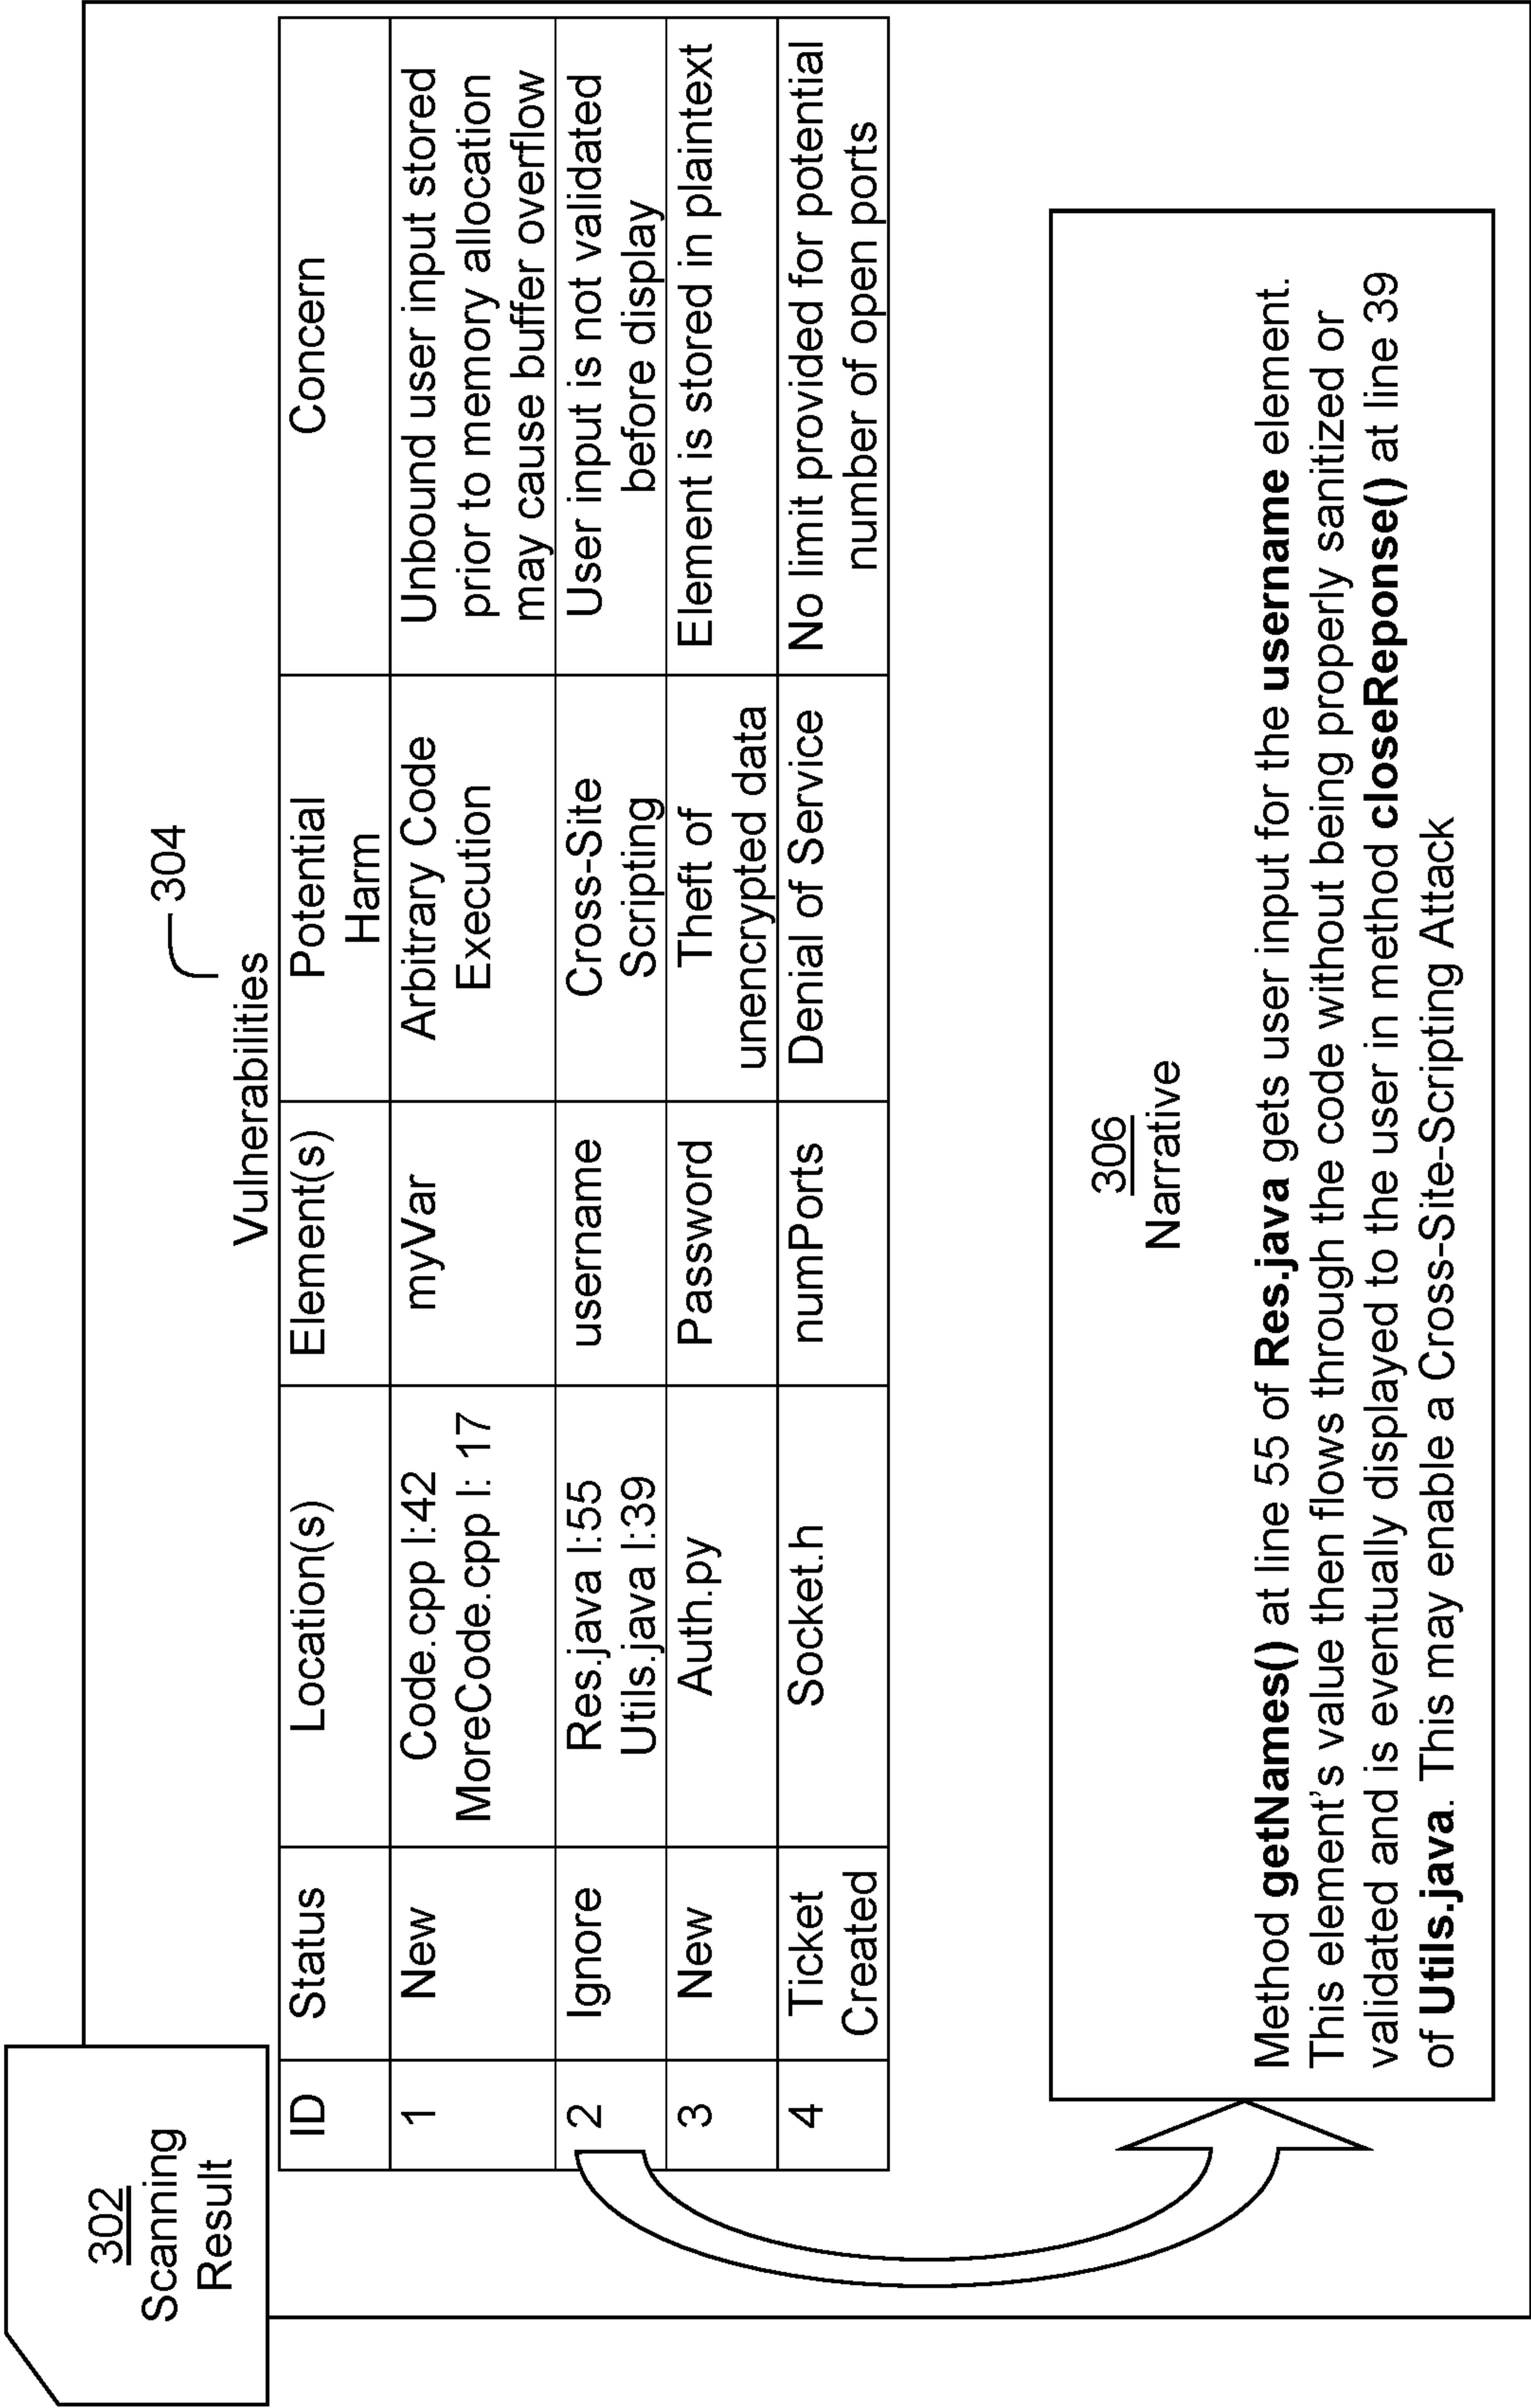 302
Scanning
Result
304
Vulnerabilities
ID Status Location(s) Element(s) Potential Harm Concern
1 New Code.cpp l:42 myVar Arbitrary Code Unbound user input stored
MoreCode.cpp l: 17 Execution prior to memory allocation
may cause buffer overflow
2 Ignore Res.java l:55 username Cross-Site User input is not validated
Utils.java l:39 Scripting before display
3 New Auth.py Password Theft of Element is stored in plaintext
unencrypted data
4 Ticket Socket.h numPorts Denial of Service No limit provided for potential
Created number of open ports
306
Narrative
Method getNames() at line 55 of Res.java gets user input for the username element.
This element's value then flows through the code without being properly sanitized or
validated and is eventually displayed to the user in method closeReponse() at line 39
of Utils.java. This may enable a Cross-Site-Scripting Attack